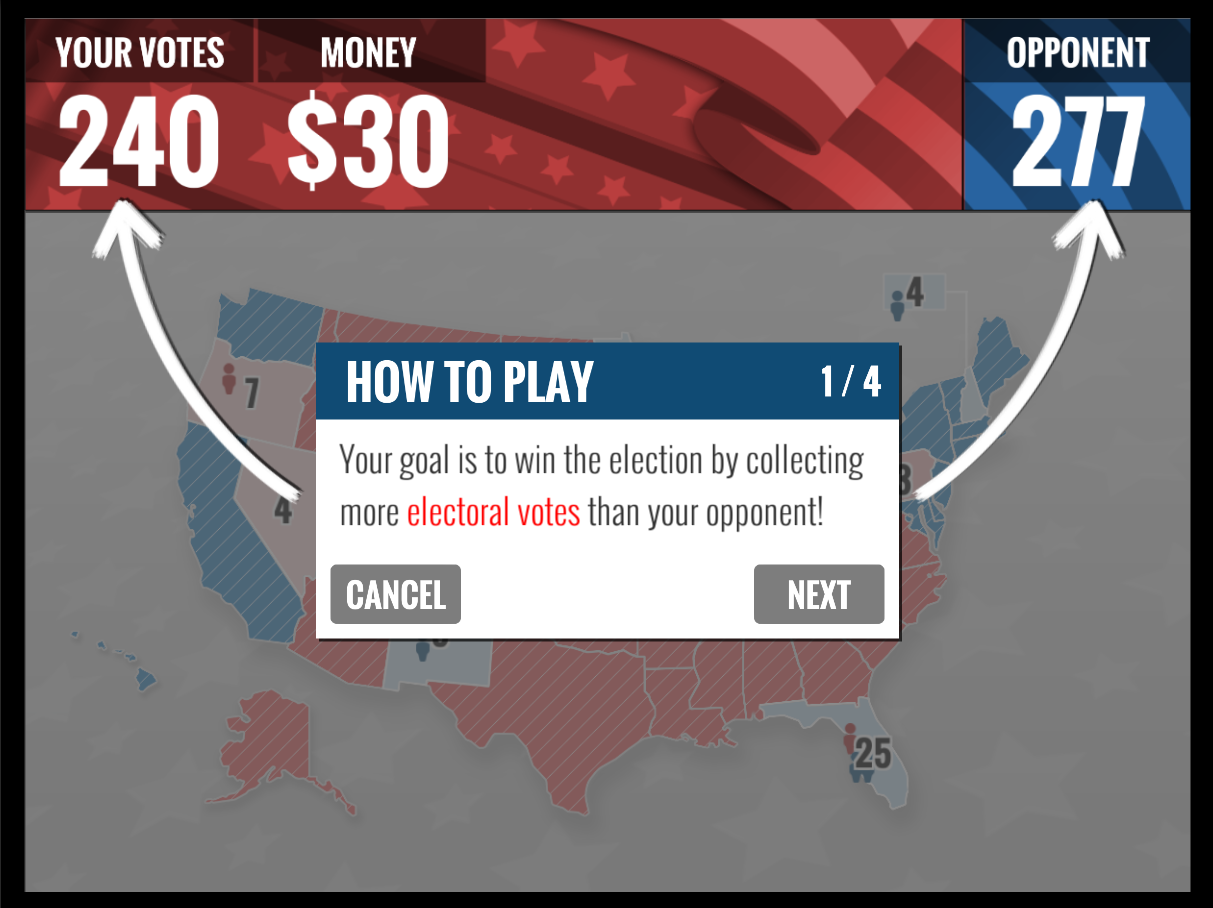 YOUR VOTES
MONEY
OPPONENT
240
$30
277
4
HOW TO PLAY
1 / 4
7
Your goal is to win the election by collecting
more electoral votes than your opponent!
4
CANCEL
NEXT
25